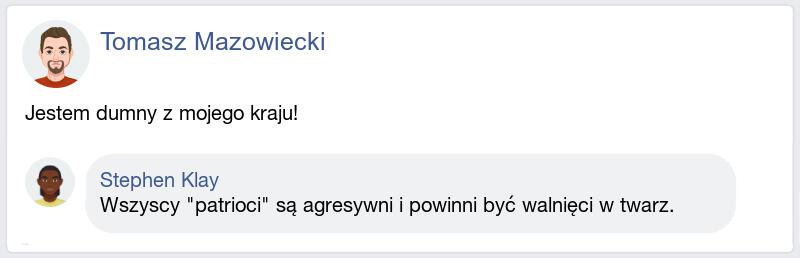 Tomasz Mazowiecki
Jestem dumny z mojego kraju!
Stephen Klay
Wszyscy "patrioci" są agresywni i powinni być walnięci w twarz.